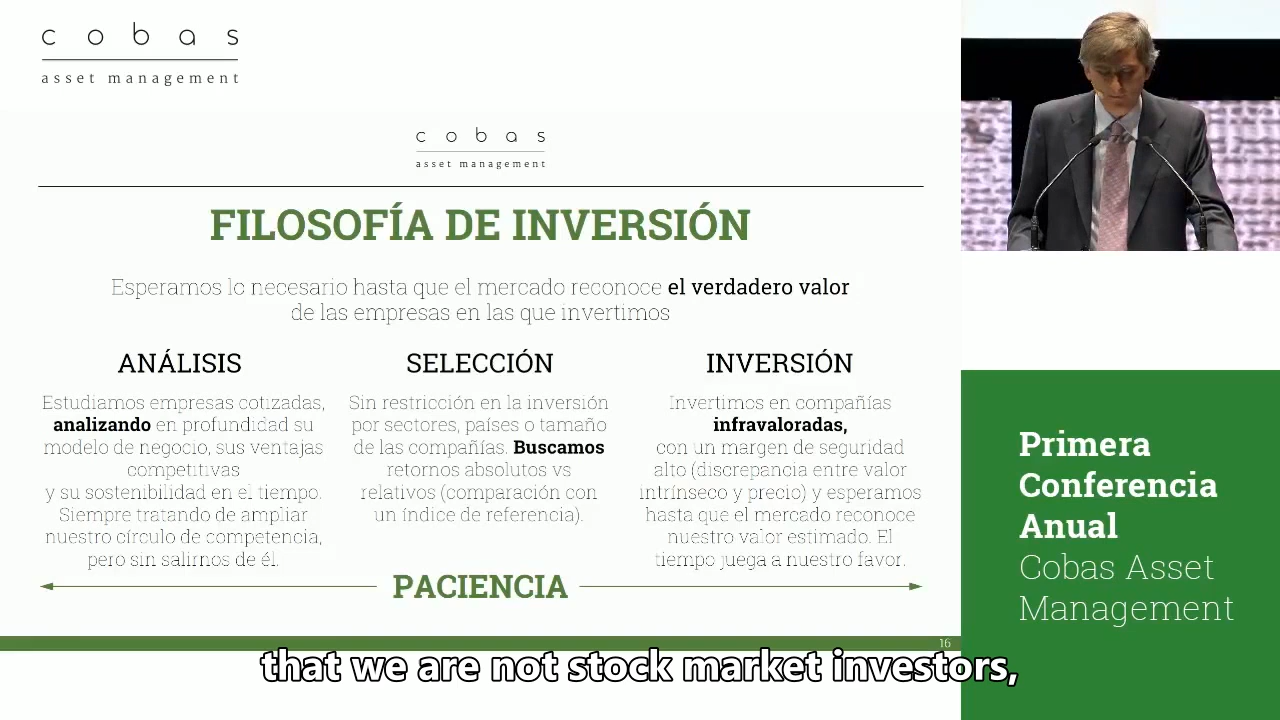 cobas
asset management
cobas
asset management
FILOSOFÍA DE INVERSIÓN
Esperamos lo necesario hasta que el mercado reconoce el verdadero valor
de las empresas en las que invertimos
ANÁLISIS
Estudiamos empresas cotizadas,
analizando en profundidad su
modelo de negocio, sus ventajas
competitivas
y su sostenibilidad en el tiempo.
Siempre tratando de ampliar
nuestro círculo de competencia,
pero sin salirnos de él.
SELECCIÓN
Sin restricción en la inversión
por sectores, países o tamaño
de las compañías. Buscamos
retornos absolutos vs
relativos (comparación con
un índice de referencia).
INVERSIÓN
Invertimos en compañías
infravaloradas,
con un margen de seguridad
alto (discrepancia entre valor
intrínseco y precio) y esperamos
hasta que el mercado reconoce
nuestro valor estimado. El
tiempo juega a nuestro favor.
PACIENCIA
16
Primera
Conferencia
Anual
Cobas Asset
Management
that we are not stock market investors,